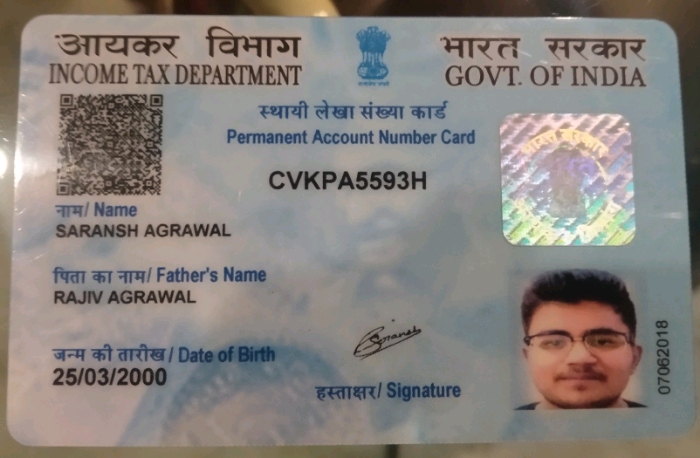 आयकर विभाग
INCOME TAX DEPARTMENT
भारत सरकार
GOVT. OF INDIA
स्थायी लेखा संख्या कार्ड
Permanent Account Number Card
CVKPA5593H
नाम/ Name
SARANSH AGRAWAL
पिता का नाम/ Father's Name
RAJIV AGRAWAL
जन्म की तारीख/ Date of Birth
25/03/2000
हस्ताक्षर/ Signature
07062018